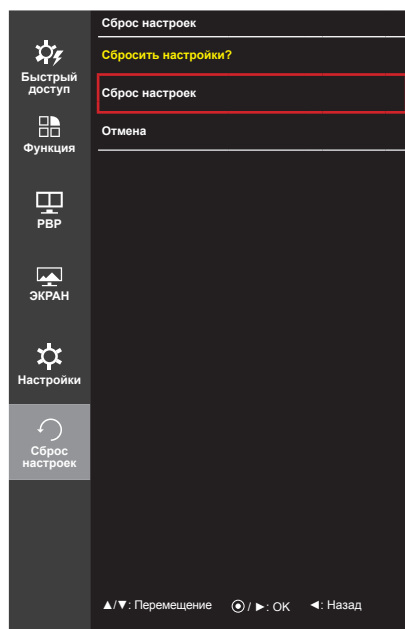 Быстрый
доступ
Функция
PBP
ЭКРАН
Настройки
Сброс
настроек
Сброс настроек
Сбросить настройки?
Сброс настроек
Отмена
▲/▼: Перемещение ⦿ / ►: OK ◄: Назад